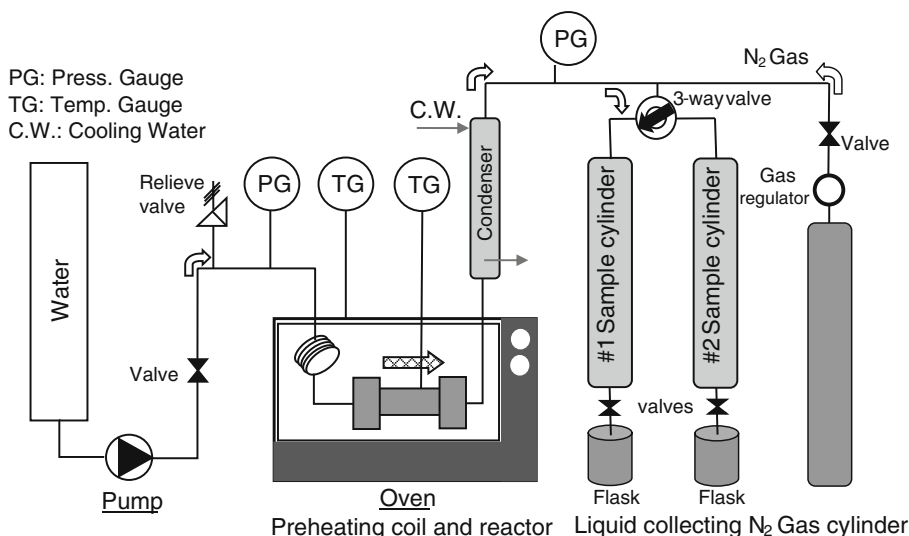 PG: Press. Gauge
TG: Temp. Gauge
C.W.: Cooling Water
Water
Relieve
valve
PG
TG
TG
Valve
Pump
C.W.
Condenser
PG
N₂ Gas
3-way valve
Valve
Gas
regulator
#1 Sample cylinder
#2 Sample cylinder
valves
Flask
Flask
Oven
Preheating coil and reactor
Liquid collecting N₂ Gas cylinder